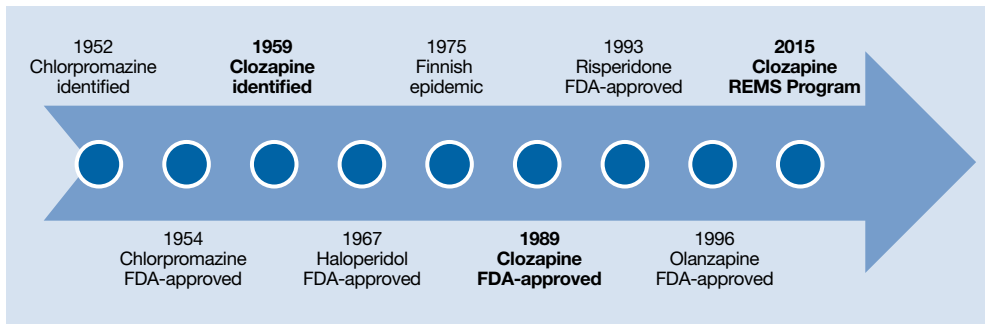 1952
Chlorpromazine
identified
1959
Clozapine
identified
1975
Finnish
epidemic
1993
Risperidone
FDA-approved
2015
Clozapine
REMS Program
1954
Chlorpromazine
FDA-approved
1967
Haloperidol
FDA-approved
1989
Clozapine
FDA-approved
1996
Olanzapine
FDA-approved